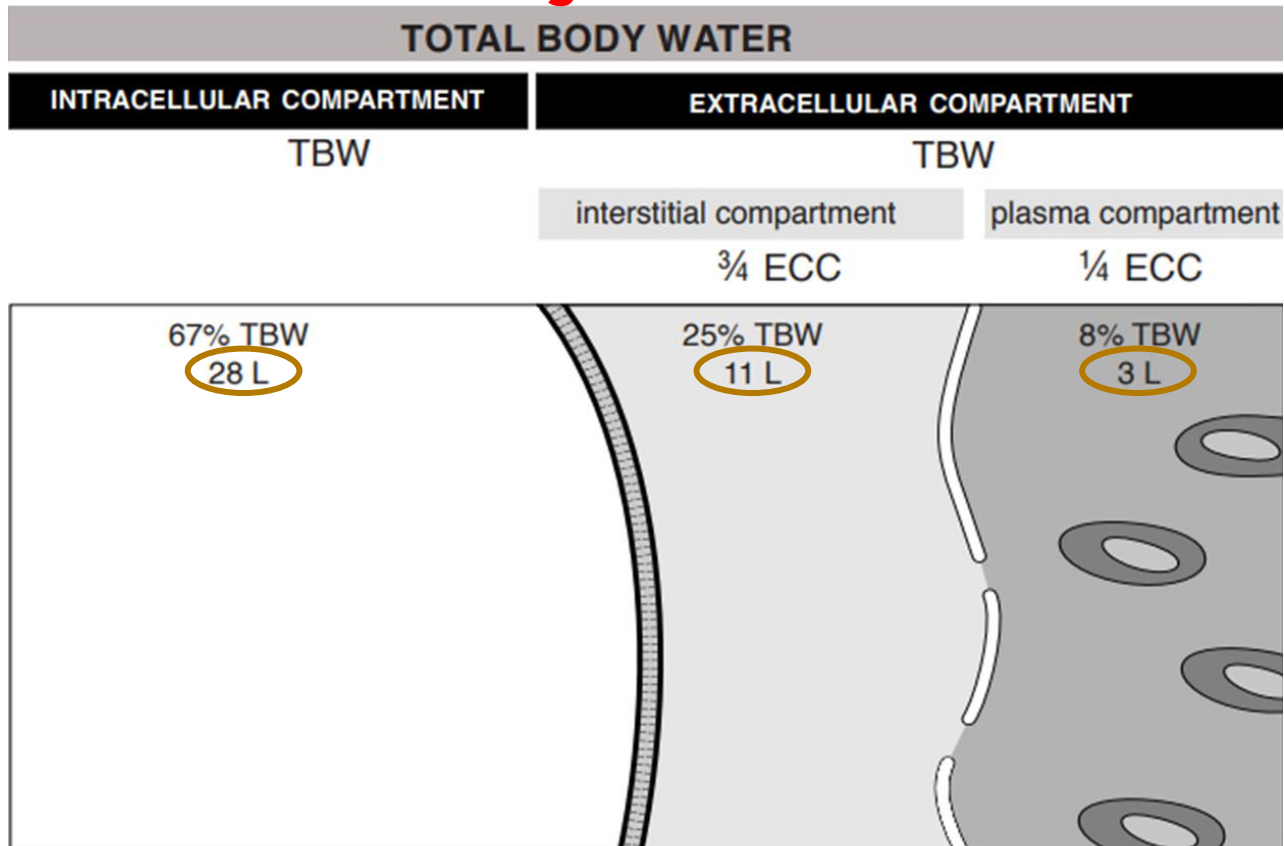 TOTAL BODY WATER
INTRACELLULAR COMPARTMENT
EXTRACELLULAR COMPARTMENT
TBW
TBW
interstitial compartment
plasma compartment
¾ ECC
¼ ECC
67% TBW
28 L
25% TBW
11 L
8% TBW
3 L